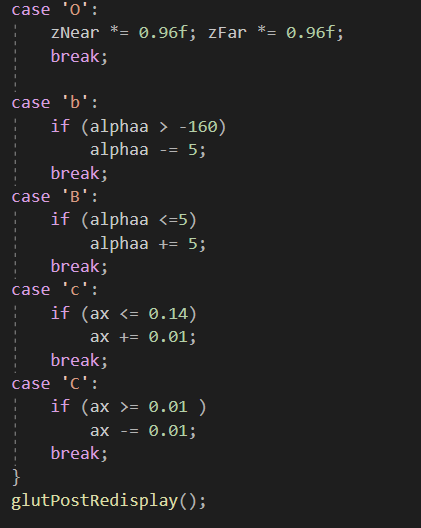 case 'O':
    zNear *= 0.96f; zFar *= 0.96f;
    break;

case 'b':
    if (alphaa > -160)
        alphaa -= 5;
    break;
case 'B':
    if (alphaa <=5)
        alphaa += 5;
    break;
case 'c':
    if (ax <= 0.14)
        ax += 0.01;
    break;
case 'C':
    if (ax >= 0.01 )
        ax -= 0.01;
    break;
}
glutPostRedisplay();